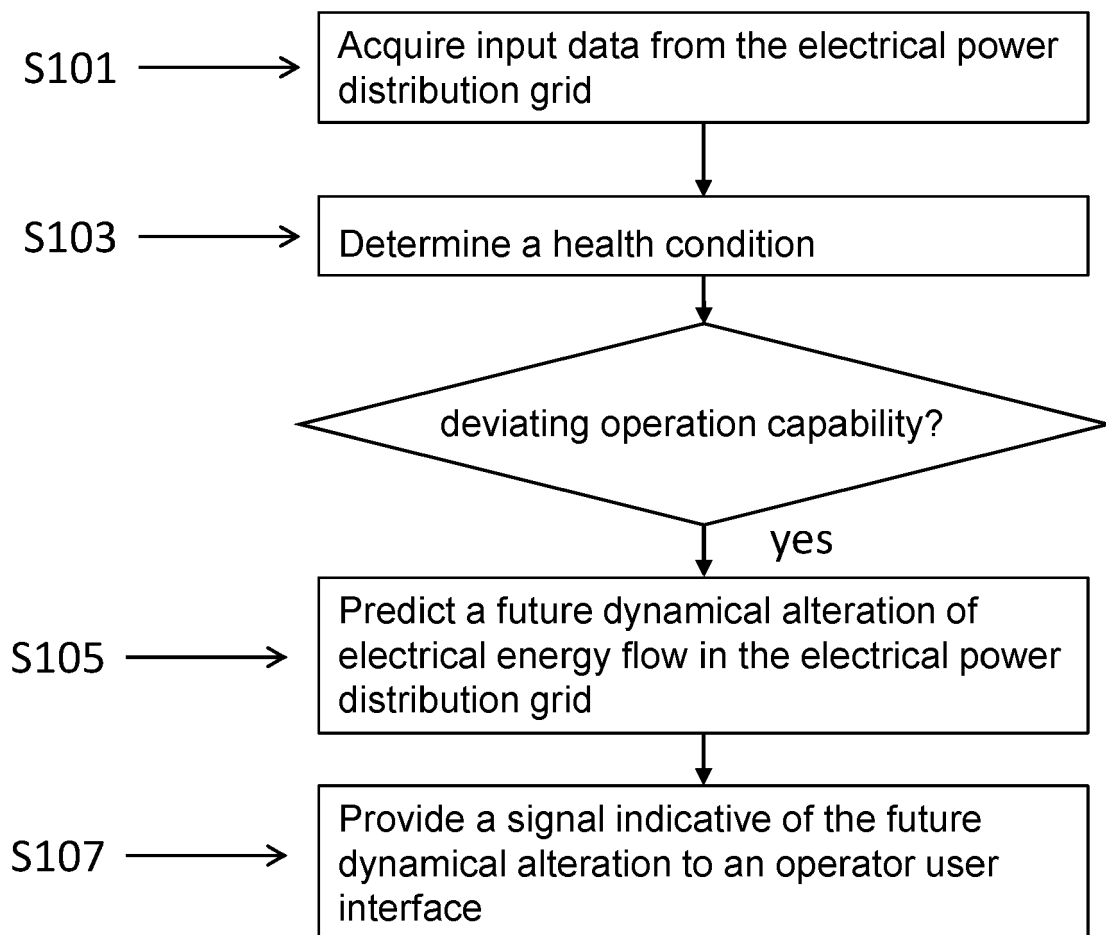 S101
Acquire input data from the electrical power
distribution grid
S103
Determine a health condition
deviating operation capability?
yes
S105
Predict a future dynamical alteration of
electrical energy flow in the electrical power
distribution grid
S107
Provide a signal indicative of the future
dynamical alteration to an operator user
interface